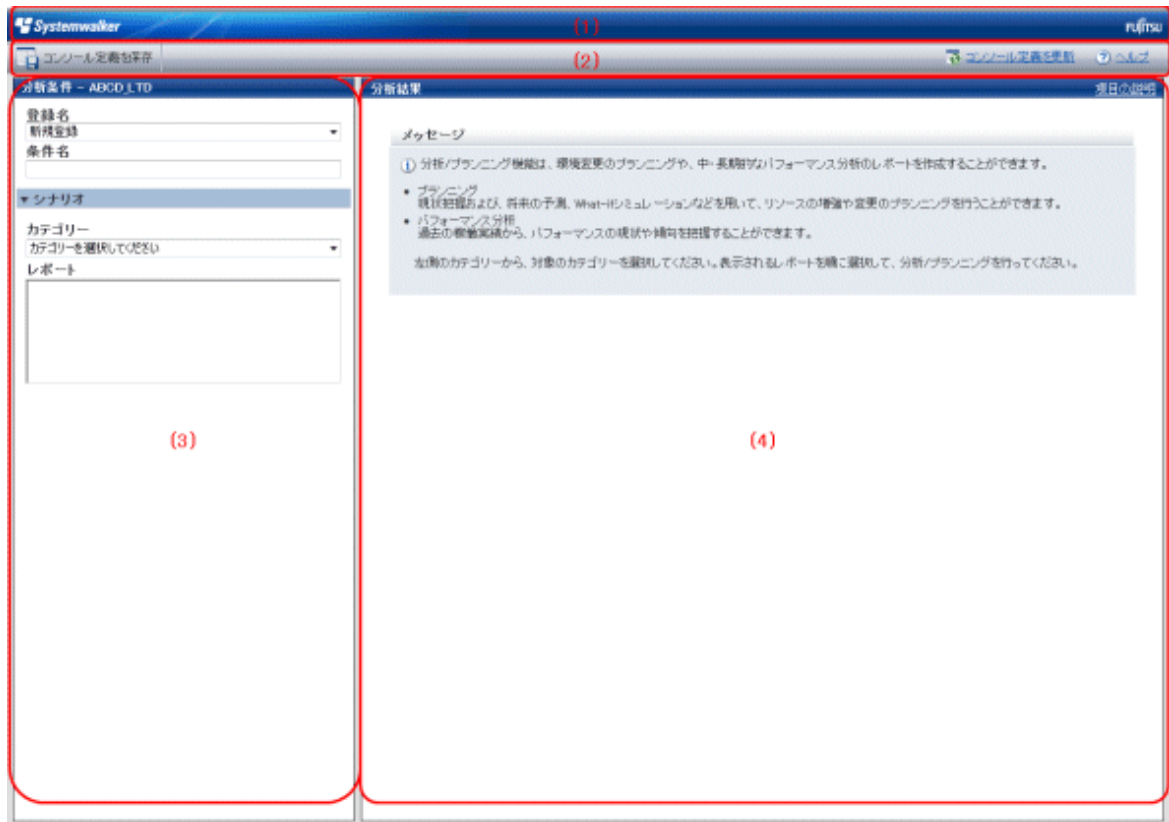 Systemwalker
(1)
FUJITSU
コンソール定義を保存
(2)
コンソール定義を更新
ヘルプ
分析条件 - ABCD_LTD
登録名
新規登録
条件名
シナリオ
カテゴリー
カテゴリーを選択してください
レポート
(3)
分析結果
項目の説明
メッセージ
分析/プランニング機能は、環境変更のプランニングや、中・長期的なパフォーマンス分析のレポートを作成することができます。
・ プランニング
現状把握および、将来の予測、What-ifシミュレーションなどを用いて、リソースの増強や変更のプランニングを行うことができます。
・ パフォーマンス分析
過去の稼働実績から、パフォーマンスの現状や傾向を把握することができます。
左側のカテゴリーから、対象のカテゴリーを選択してください。表示されるレポートを順に選択して、分析/プランニングを行ってください。
(4)